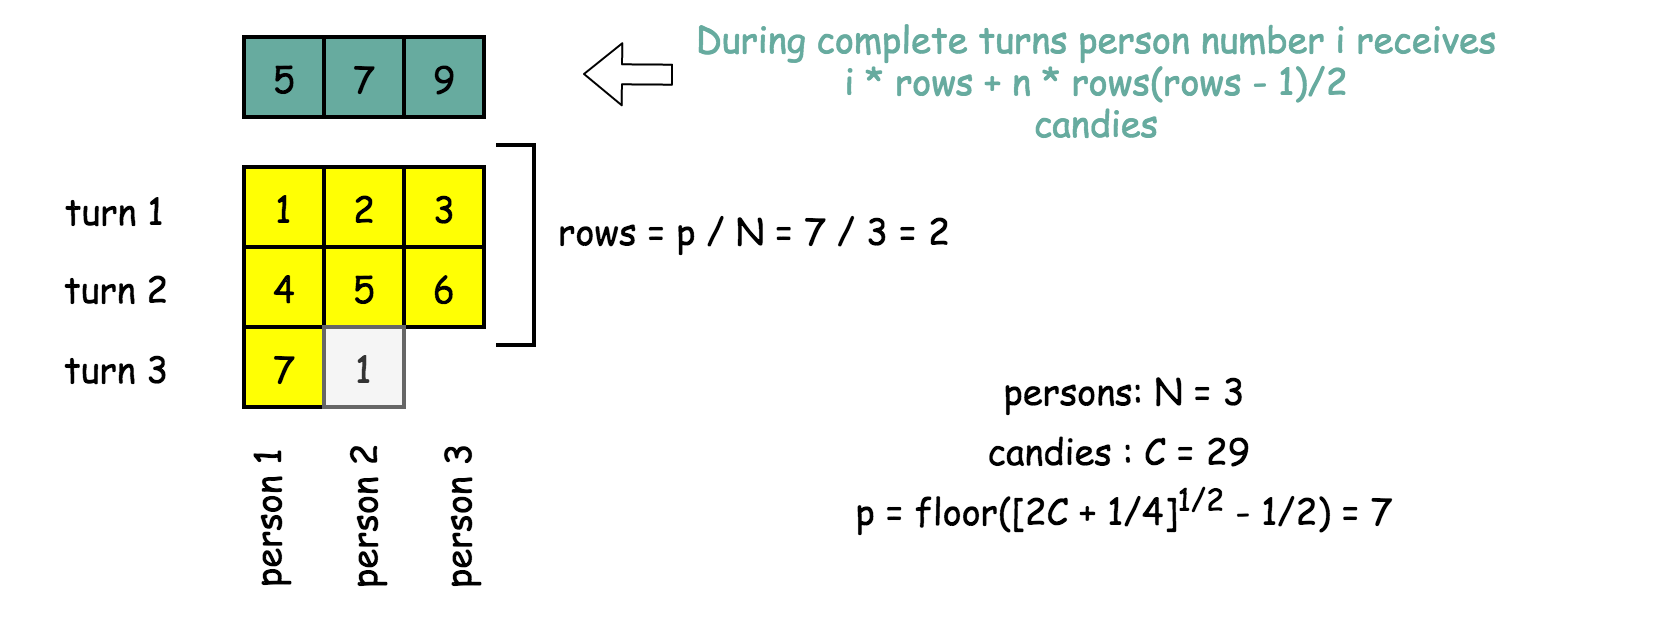 During complete turns person number i receives
i * rows + n * rows(rows - 1)/2
candies
5 7 9
turn 1 1 2 3
rows = p / N = 7 / 3 = 2
turn 2 4 5 6
turn 3 7 1
person 1 person 2 person 3
persons: N = 3
candies : C = 29
p = floor([2C + 1/4]^1/2 - 1/2) = 7